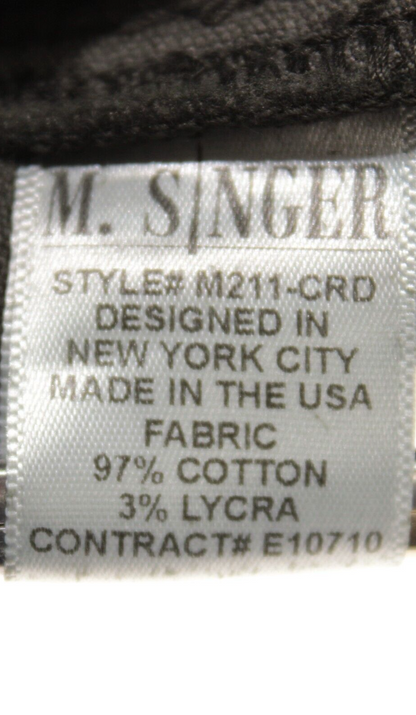 M. SINGER
STYLE# M211-CRD
DESIGNED IN
NEW YORK CITY
MADE IN THE USA
FABRIC
97% COTTON
3% LYCRA
CONTRACT# E10710